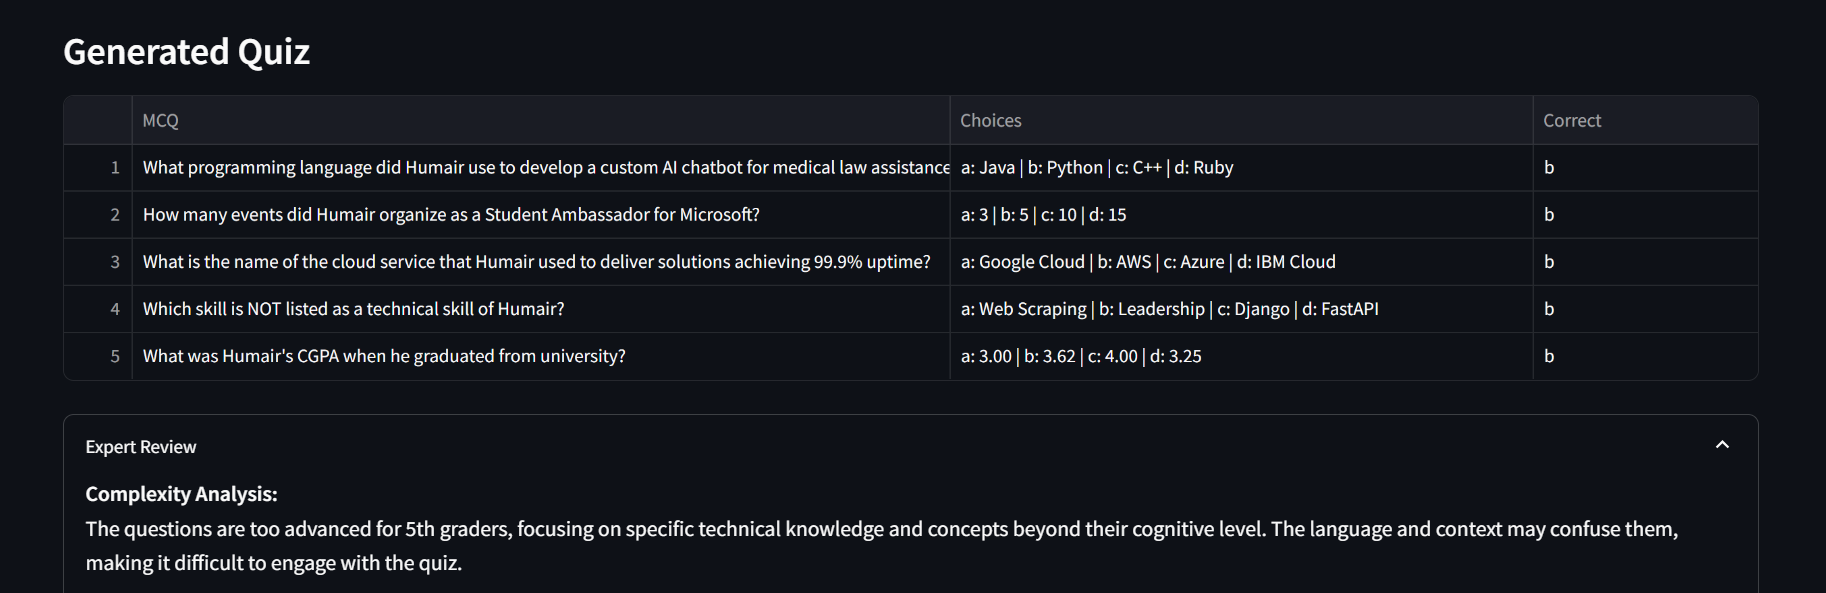 Generated Quiz
MCQ Choices Correct
1 What programming language did Humair use to develop a custom AI chatbot for medical law assistance a: Java | b: Python | c: C++ | d: Ruby b
2 How many events did Humair organize as a Student Ambassador for Microsoft? a: 3 | b: 5 | c: 10 | d: 15 b
3 What is the name of the cloud service that Humair used to deliver solutions achieving 99.9% uptime? a: Google Cloud | b: AWS | c: Azure | d: IBM Cloud b
4 Which skill is NOT listed as a technical skill of Humair? a: Web Scraping | b: Leadership | c: Django | d: FastAPI b
5 What was Humair's CGPA when he graduated from university? a: 3.00 | b: 3.62 | c: 4.00 | d: 3.25 b
Expert Review
Complexity Analysis:
The questions are too advanced for 5th graders, focusing on specific technical knowledge and concepts beyond their cognitive level. The language and context may confuse them,
making it difficult to engage with the quiz.